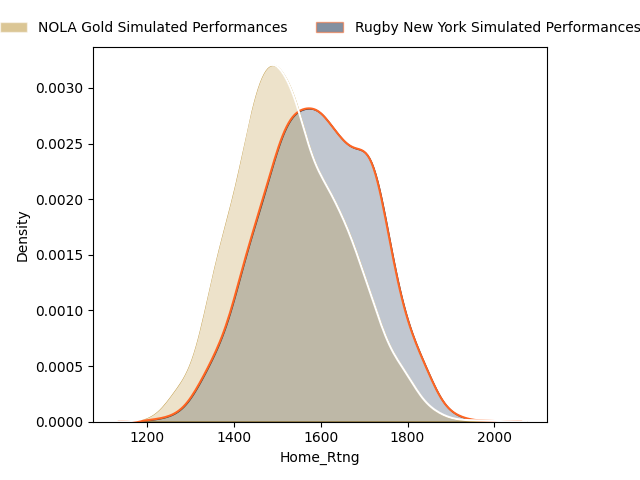 NOLA Gold Simulated Performances
Rugby New York Simulated Performances
0.0030
0.0025
0.0020
0.0015
0.0010
0.0005
0.0000
Density
1200 1400 1600 1800 2000
Home_Rtng